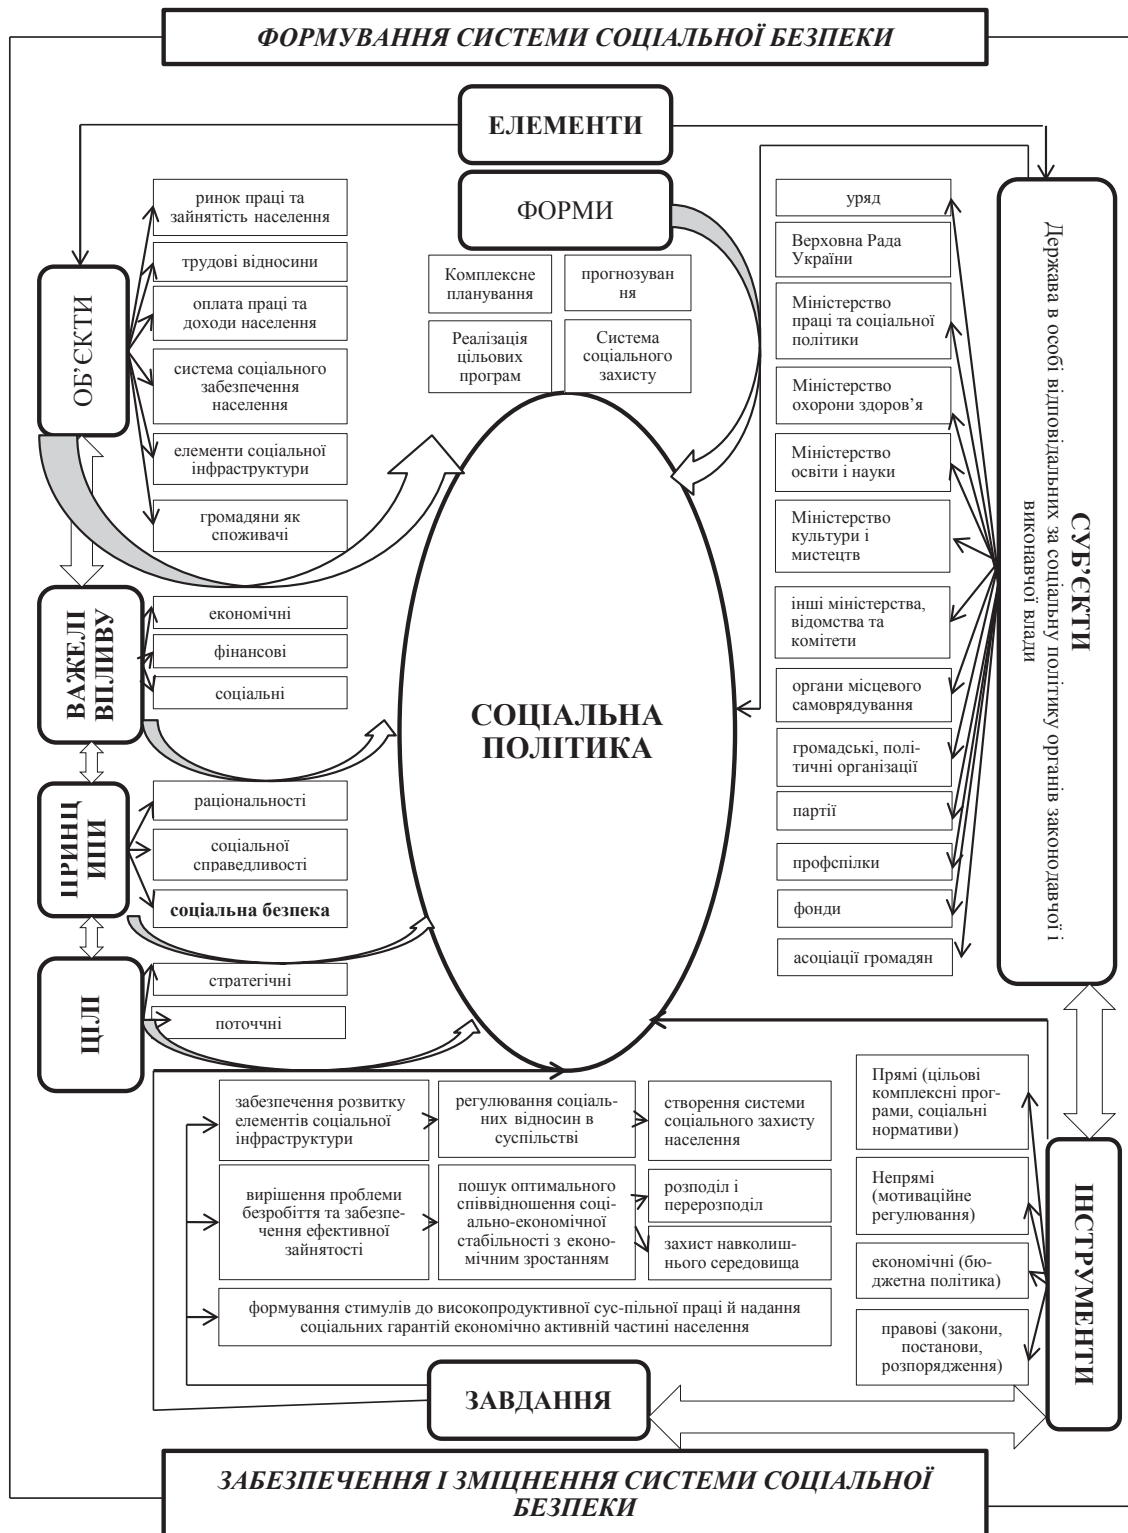 ФОРМУВАННЯ СИСТЕМИ СОЦІАЛЬНОЇ БЕЗПЕКИ
ЕЛЕМЕНТИ
ФОРМИ
Комплексне
планування
прогнозуван
ня
Реалізація
цільових
програм
Система
соціального
захисту
ОБ’ЄКТИ
ринок праці та
зайнятість населення
трудові відносини
оплата праці та
доходи населення
система соціального
забезпечення
населення
елементи соціальної
інфраструктури
громадяни як
споживачі
ВАЖЕЛІ
ВПЛИВУ
економічні
фінансові
соціальні
ПРИНЦ
ИПИ
раціональності
соціальної
справедливості
соціальна безпека
ЦІЛІ
стратегічні
поточчні
СОЦІАЛЬНА
ПОЛІТИКА
уряд
Верховна Рада
України
Міністерство
праці та соціальної
політики
Міністерство
охорони здоров’я
Міністерство
освіти і науки
Міністерство
культури і
мистецтв
інші міністерства,
відомства та
комітети
органи місцевого
самоврядування
громадські, полі-
тичні організації
партії
профспілки
фонди
асоціації громадян
СУБ’ЄКТИ
Держава в особі відповідальних за соціальну політику органів законодавчої і
виконавчої влади
забезпечення розвитку
елементів соціальної
інфраструктури
регулювання соціаль-
них відносин в
суспільстві
створення системи
соціального захисту
населення
вирішення проблеми
безробіття та забезпе-
чення ефективної
зайнятості
пошук оптимального
співвідношення соці-
ально-економічної
стабільності з еконо-
мічним зростанням
розподіл і
перерозподіл
захист навколиш-
нього середовища
формування стимулів до високопродуктивної сус-пільної праці й надання
соціальних гарантій економічно активній частині населення
ЗАВДАННЯ
Прямі (цільові
комплексні прог-
рами, соціальні
нормативи)
Непрямі
(мотиваційне
регулювання)
економічні (бю-
джетна політика)
правові (закони,
постанови,
розпорядження)
ІНСТРУМЕНТИ
ЗАБЕЗПЕЧЕННЯ І ЗМІЦНЕННЯ СИСТЕМИ СОЦІАЛЬНОЇ
БЕЗПЕКИ